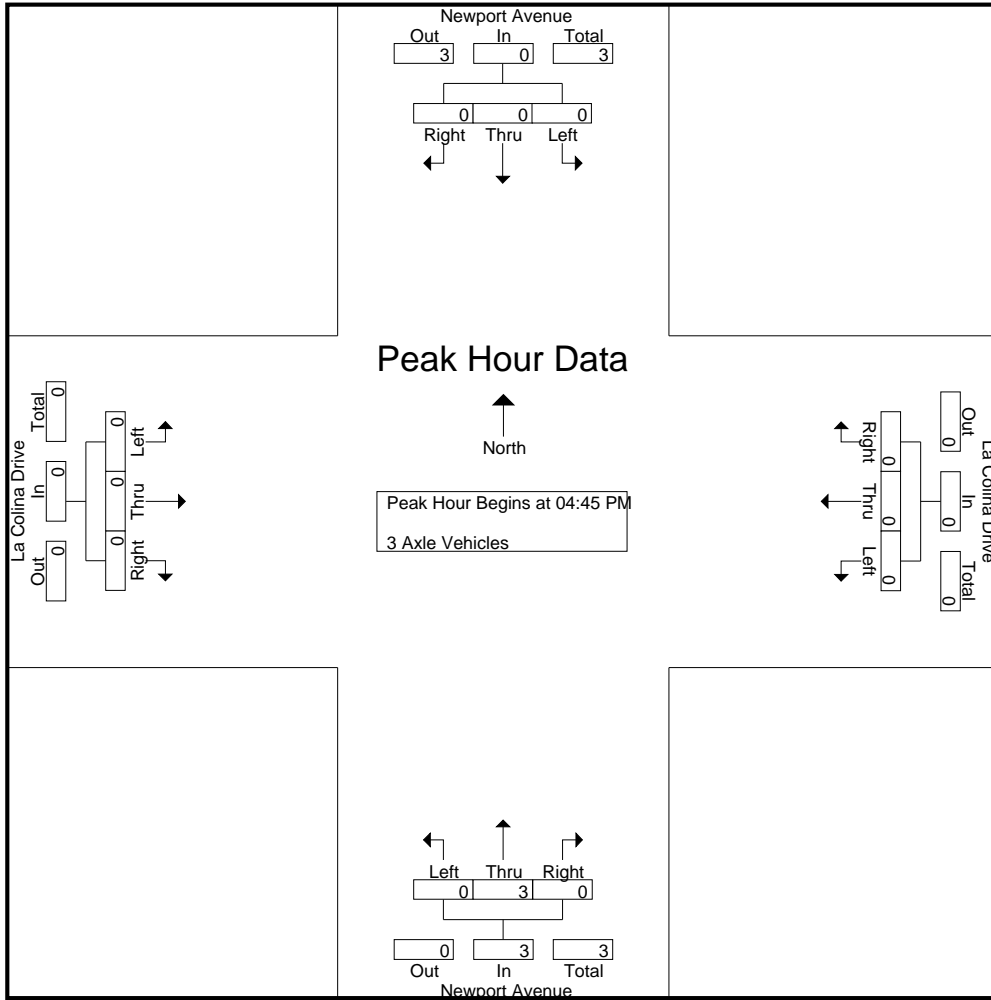 Newport Avenue
Out In Total
3 0 3
0 0 0
Right Thru Left
Peak Hour Data
North
Peak Hour Begins at 04:45 PM
3 Axle Vehicles
La Colina Drive
Total In Out
0 0 0
0 0 0
Left Thru Right
La Colina Drive
Out In Total
0 0 0
0 0 0
Right Thru Left
Left Thru Right
0 3 0
0 3 3
Out In Total
Newport Avenue